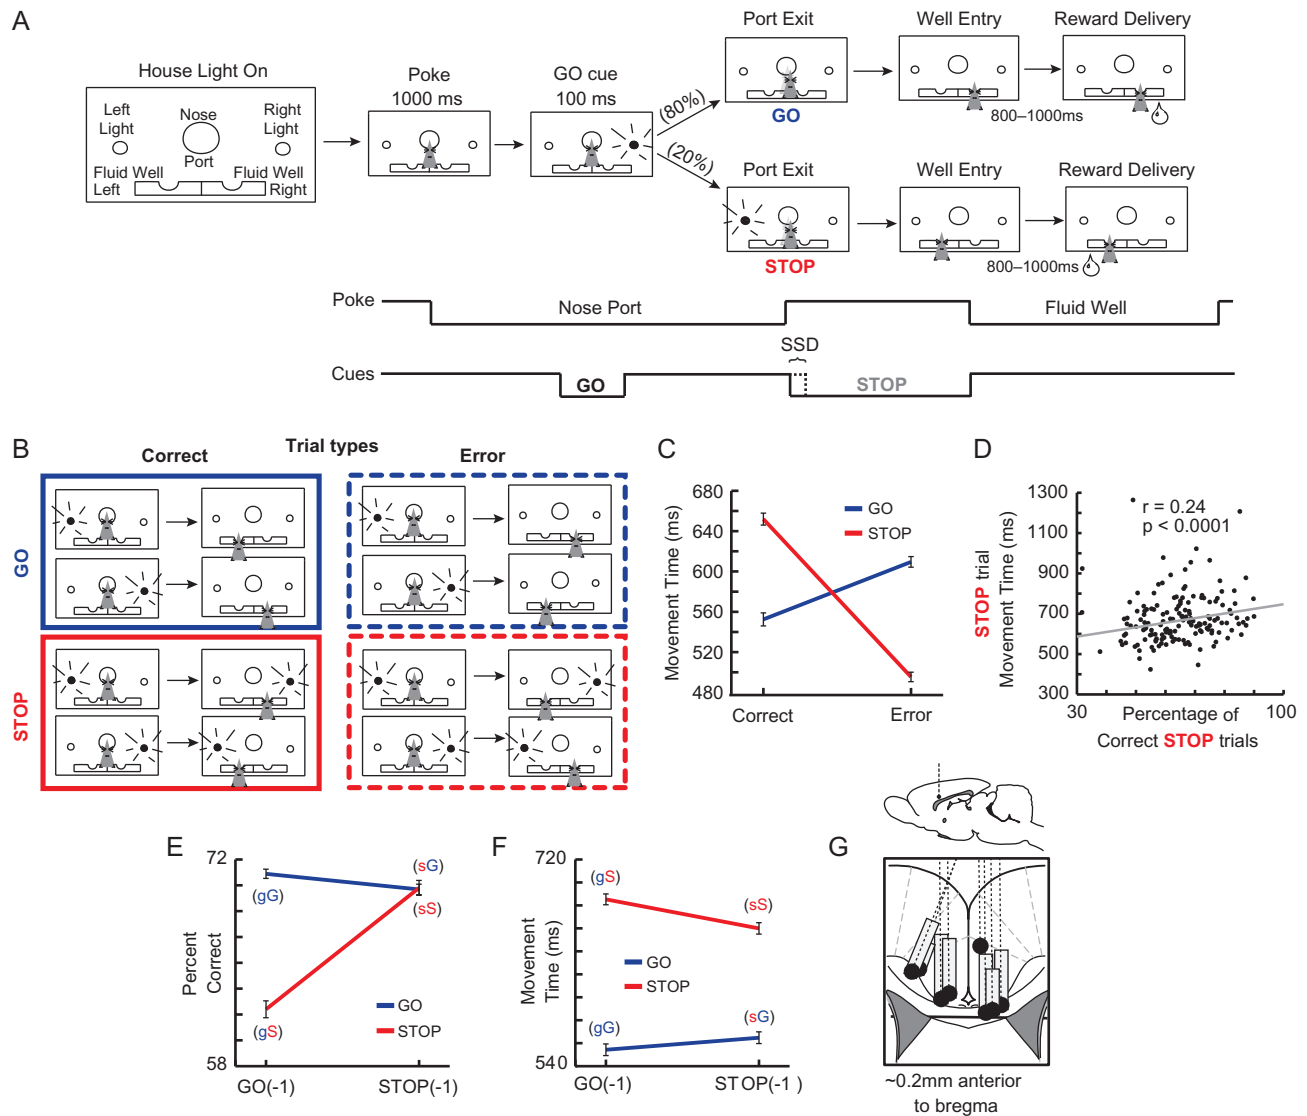 A
House Light On
Left
Light
Nose
Port
Right
Light
Fluid Well
Left
Fluid Well
Right
Poke
1000 ms
GO cue
100 ms
(80%)
(20%)
Port Exit
Well Entry
Reward Delivery
GO
800–1000ms
Port Exit
Well Entry
Reward Delivery
STOP
800–1000ms
Poke
Nose Port
Fluid Well
SSD
Cues
GO
STOP
B
Trial types
Correct
Error
GO
STOP
C
Movement Time (ms)
680
640
600
560
520
480
GO
STOP
Correct
Error
D
STOP trial
Movement Time (ms)
1300
1100
900
700
500
300
r = 0.24
p < 0.0001
30
100
Percentage of
Correct STOP trials
E
Percent
Correct
72
58
(gG)
(sG)
(sS)
(gS)
GO
STOP
GO(-1)
STOP(-1)
F
Movement
Time (ms)
720
540
(gS)
(sS)
GO
STOP
(gG)
(sG)
GO(-1)
STOP(-1 )
G
~0.2mm anterior
to bregma